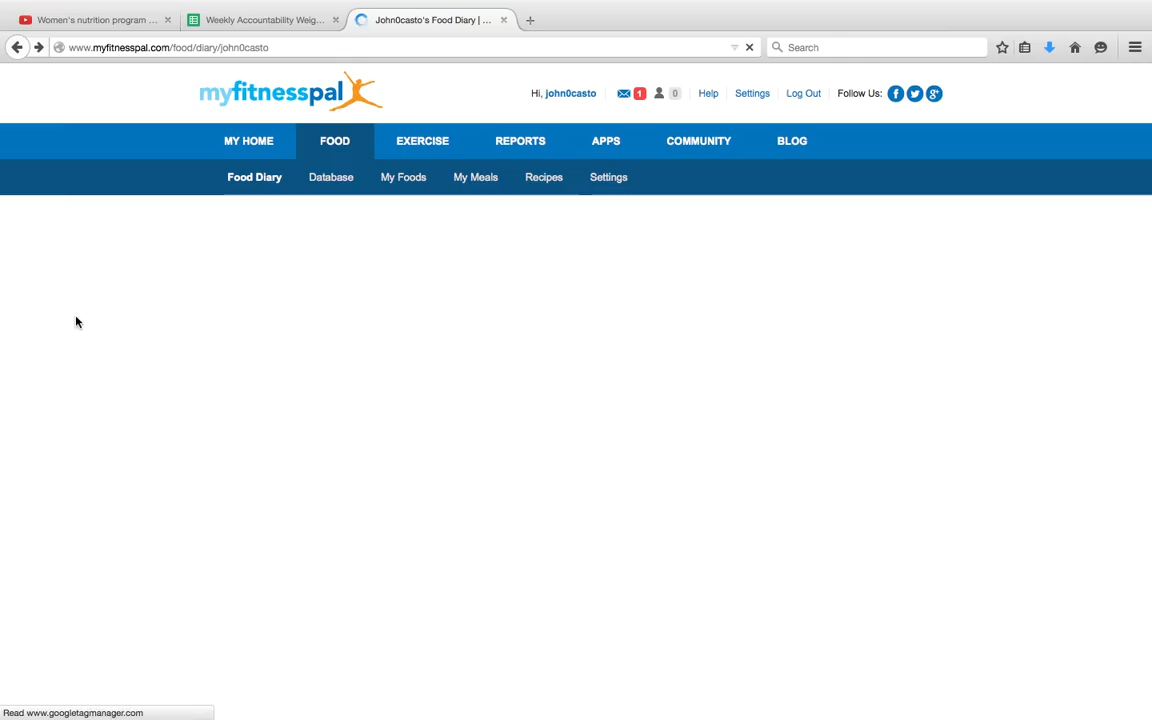 Women's nutrition program ...
Weekly Accountability Weig...
John0casto's Food Diary | ...
www.myfitnesspal.com/food/diary/john0casto
Search
myfitnesspal
Hi, john0casto
1
0
Help
Settings
Log Out
Follow Us:
MY HOME
FOOD
EXERCISE
REPORTS
APPS
COMMUNITY
BLOG
Food Diary
Database
My Foods
My Meals
Recipes
Settings
Read www.googletagmanager.com